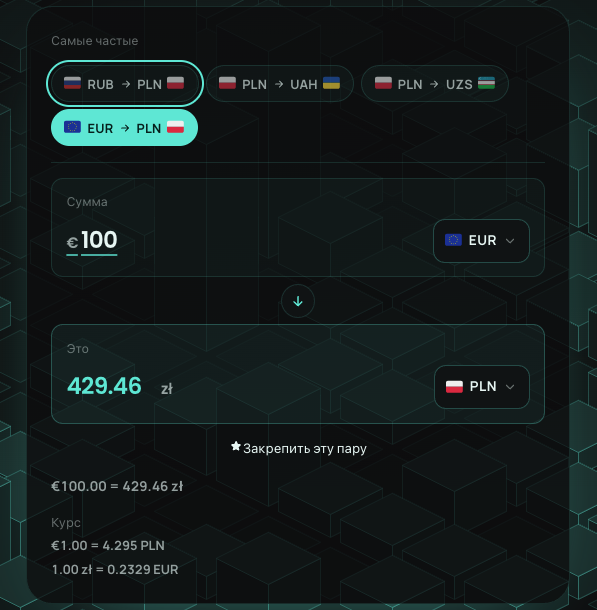 Самые частые
RUB → PLN
PLN → UAH
PLN → UZS
EUR → PLN
Сумма
€ 100
EUR
↓
Это
429.46 zł
PLN
Закрепить эту пару
€100.00 = 429.46 zł
Курс
€1.00 = 4.295 PLN
1.00 zł = 0.2329 EUR